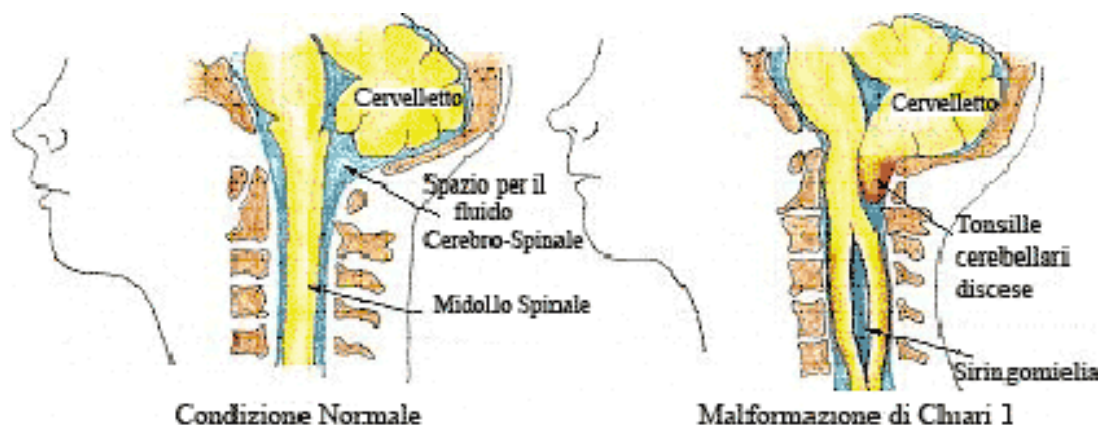 Cervelletto
Spazio per il
fluido
Cerebro-Spinale
Midollo Spinale
Condizione Normale
Cervelletto
Tonsille
cerebellarii
discese
Siringomielia
Malformazione di Chiari 1